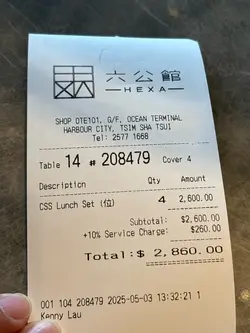 六公館
HEXA
SHOP OTE101, G/F, OCEAN TERMINAL
HARBOUR CITY, TSIM SHA TSUI
Tel: 2577 1668
Table 14 # 208479 Cover 4
Description Qty Amount
CSS Lunch Set (位) 4 2,600.00
Subtotal: $2,600.00
+10% Service Charge: $260.00
Total:$ 2,860.00
001 104 208479 2025-05-03 13:32:21 1
Kenny Lau